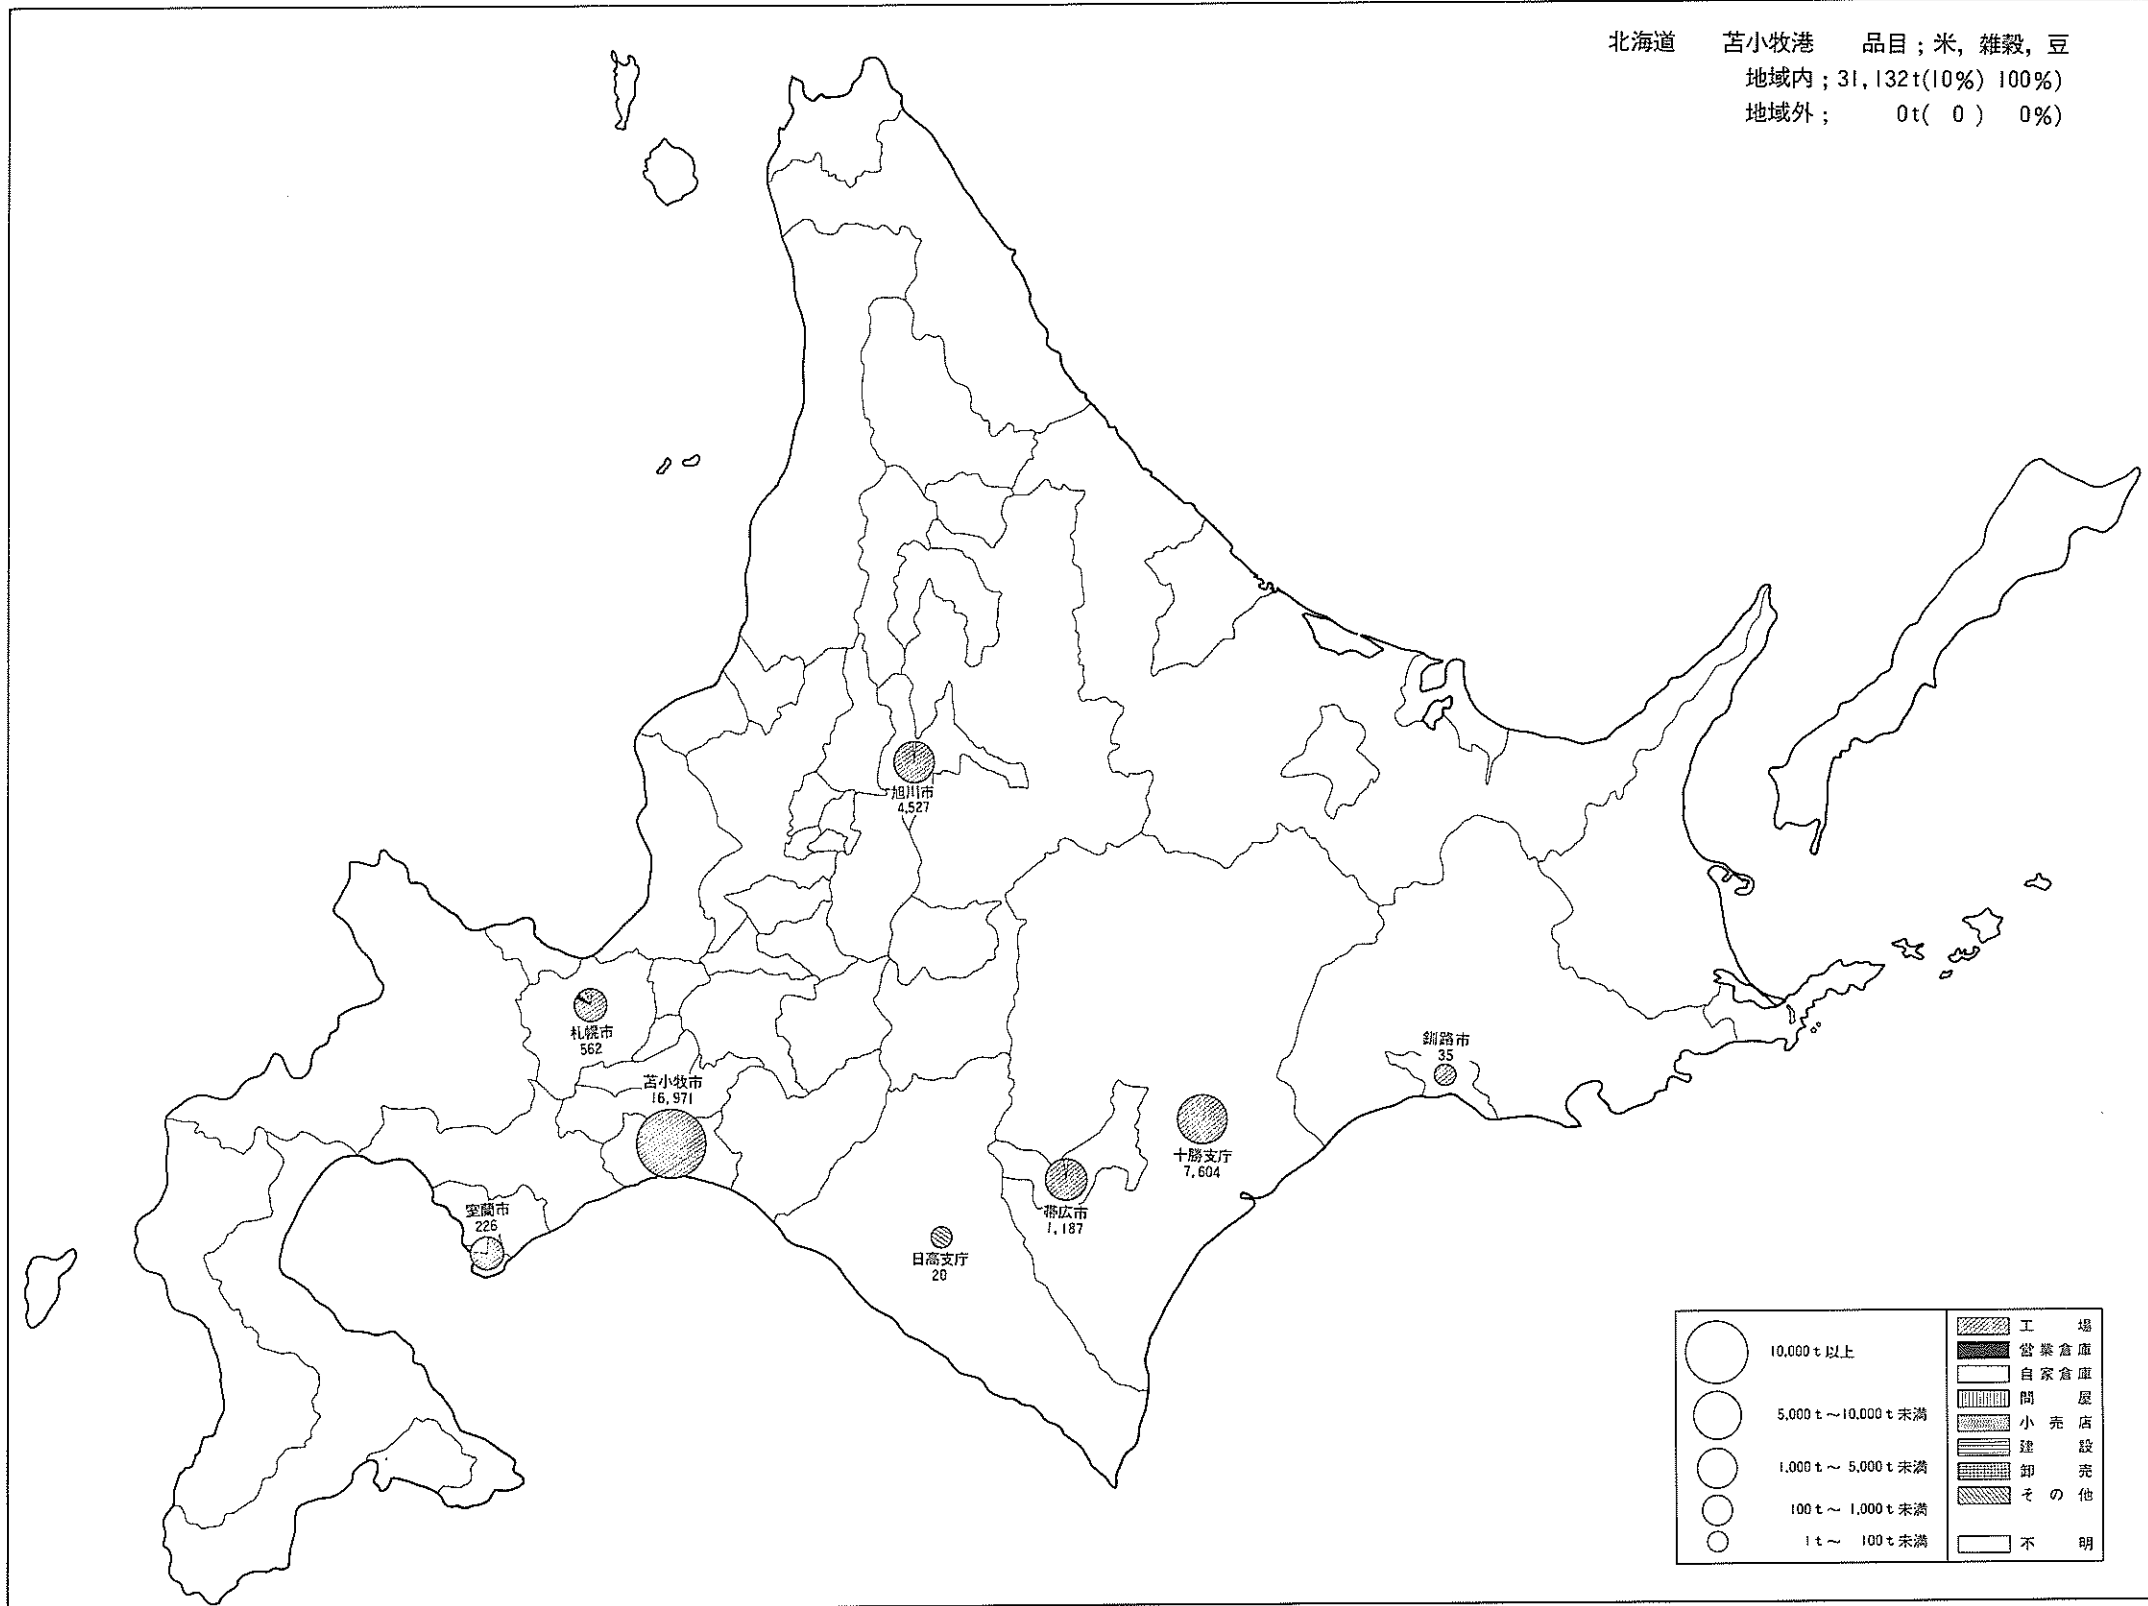 北海道 苫小牧港 品目;米,雑穀,豆
地域内;31,132t(10%) 100%)
地域外; 0t( 0 ) 0%)
旭川市
4,527
札幌市
562
苫小牧市
16,971
釧路市
35
十勝支庁
7,604
帯広市
1,187
室蘭市
226
日高支庁
20
10,000t以上
5,000t~10,000t未満
1,000t~5,000t未満
100t~1,000t未満
1t~100t未満
工場
営業倉庫
自家倉庫
問屋
小売店
建設
卸売
その他
不明